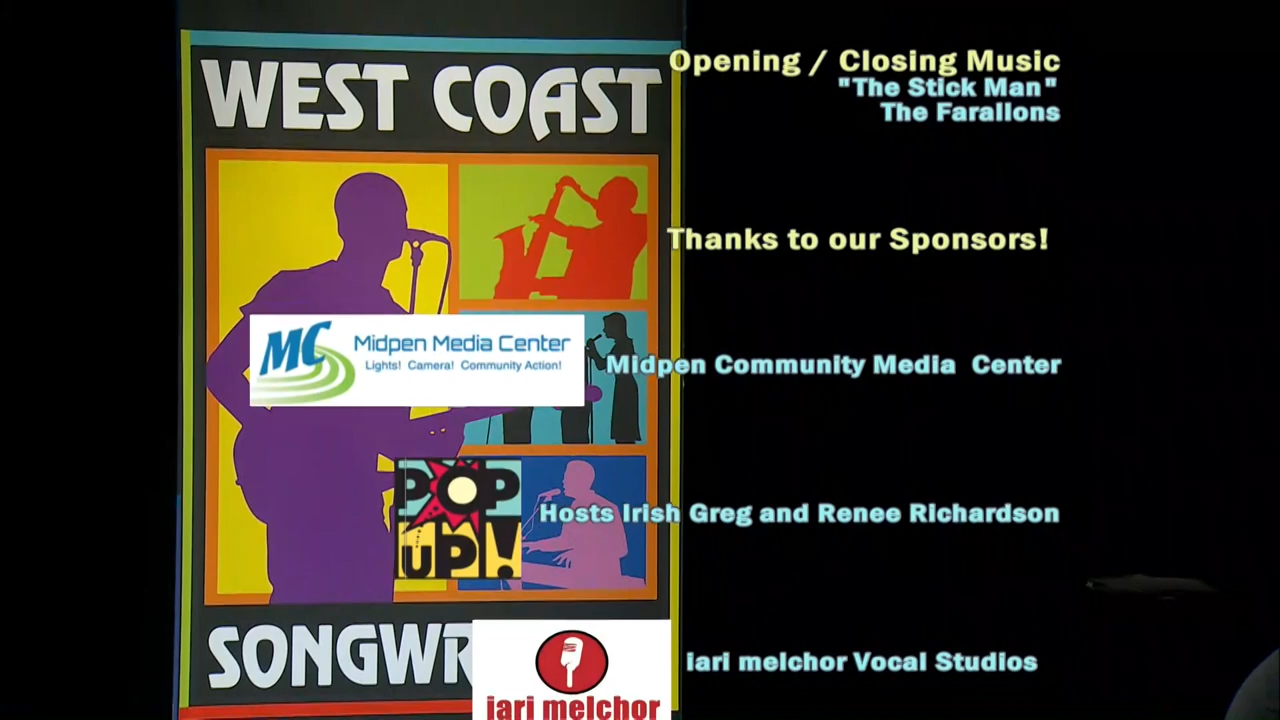 WEST COAST
Opening / Closing Music
"The Stick Man"
The Farallons
Thanks to our Sponsors!
MC Midpen Media Center
Lights! Camera! Community Action!
Midpen Community Media Center
POP
UP!
Hosts Irish Greg and Renee Richardson
SONGWR
iari melchor
iari melchor Vocal Studios